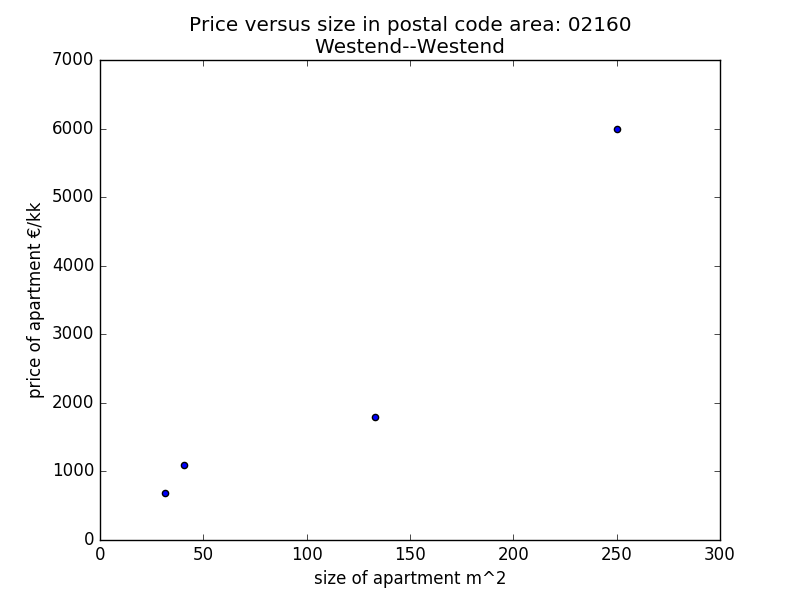 Price versus size in postal code area: 02160
Westend--Westend
7000
6000
5000
4000
3000
2000
1000
0
price of apartment €/kk
0 50 100 150 200 250 300
size of apartment m^2